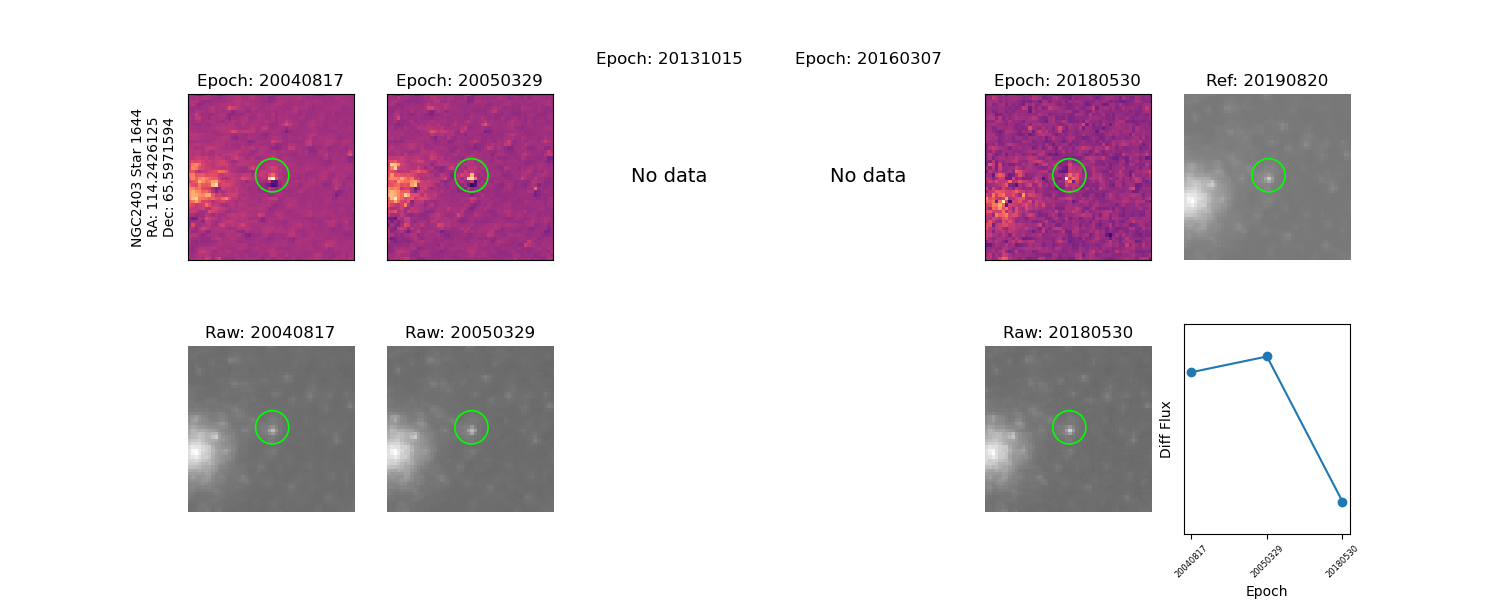 Epoch: 20040817
Epoch: 20050329
Epoch: 20131015
Epoch: 20160307
Epoch: 20180530
Ref: 20190820
NGC2403 Star 1644
RA: 114.2426125
Dec: 65.5971594
No data
No data
Raw: 20040817
Raw: 20050329
Raw: 20180530
Diff Flux
20040817
20050329
20180530
Epoch